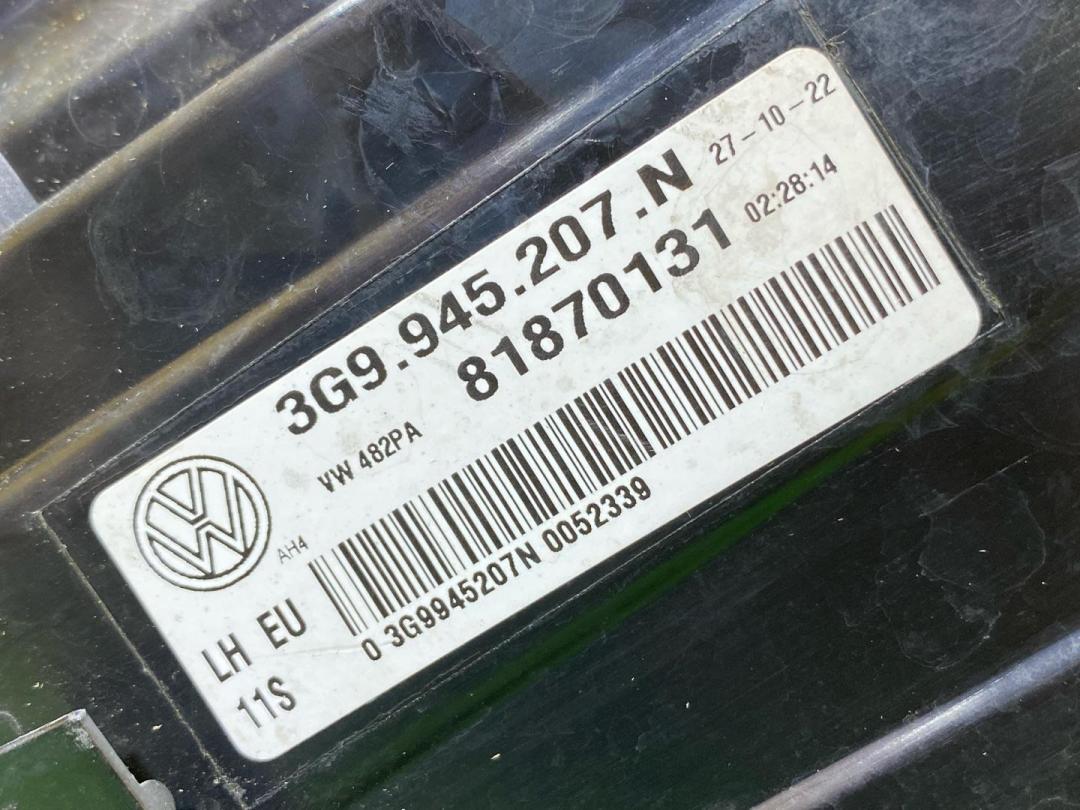 3G9.945.207.N
27-10-22
81870131
02:28:14
VW 482PA
AH4
0 3G9945207N 0052339
LH EU
11S